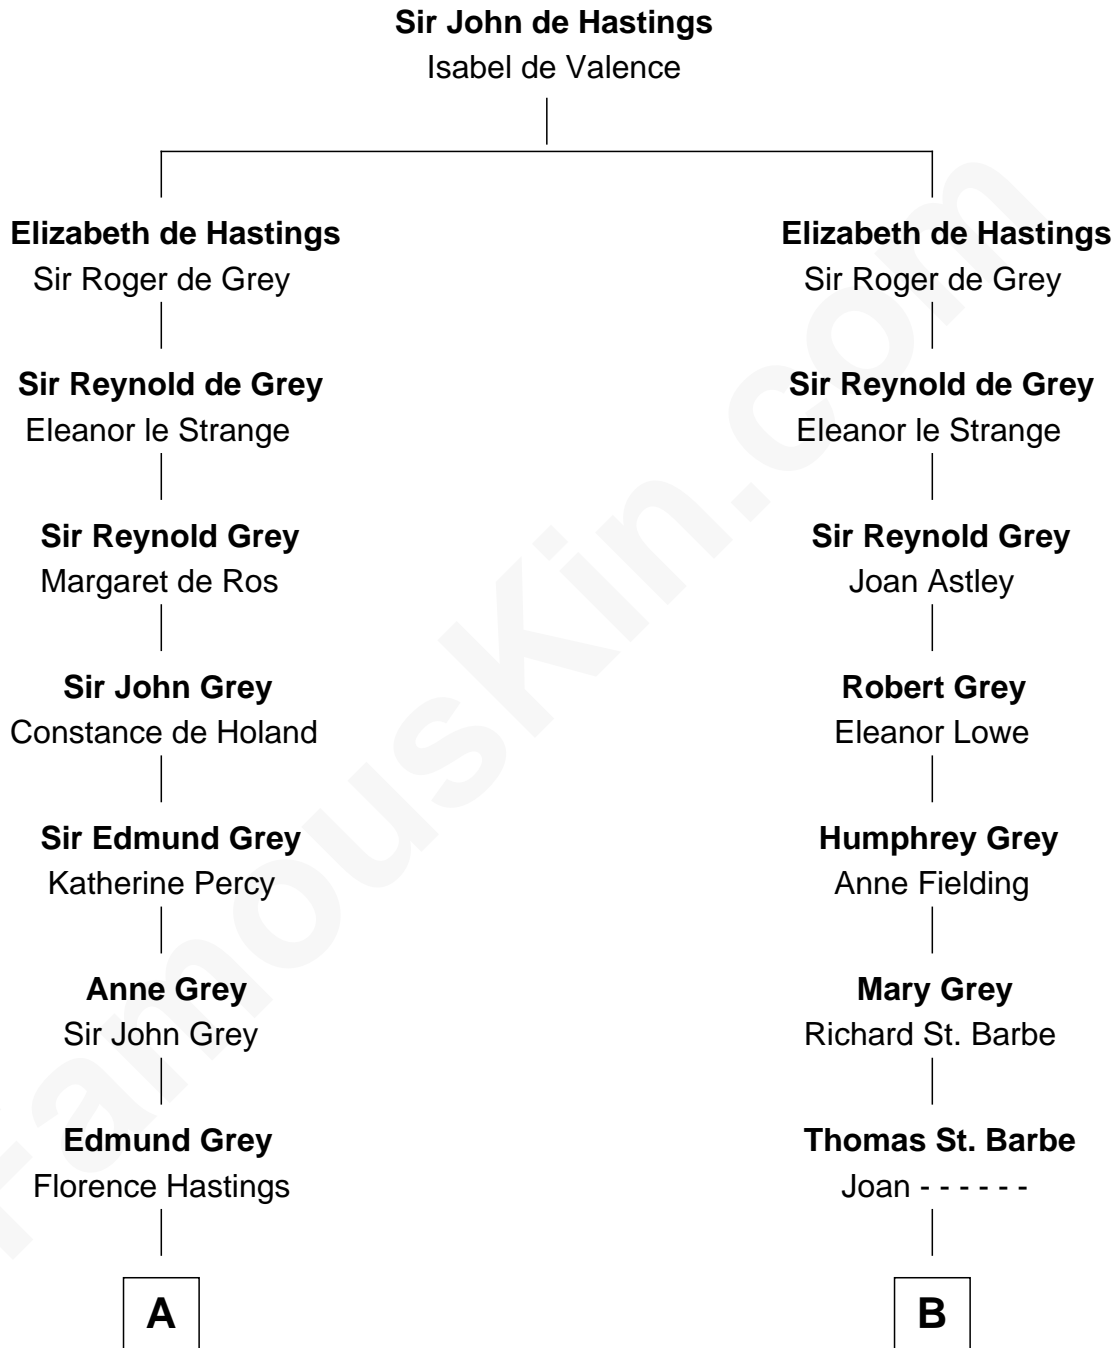 Sir John de Hastings
Isabel de Valence
Elizabeth de Hastings
Sir Roger de Grey
Elizabeth de Hastings
Sir Roger de Grey
Sir Reynold de Grey
Eleanor le Strange
Sir Reynold de Grey
Eleanor le Strange
Sir Reynold Grey
Margaret de Ros
Sir Reynold Grey
Joan Astley
Sir John Grey
Constance de Holand
Robert Grey
Eleanor Lowe
Sir Edmund Grey
Katherine Percy
Humphrey Grey
Anne Fielding
Anne Grey
Sir John Grey
Mary Grey
Richard St. Barbe
Edmund Grey
Florence Hastings
Thomas St. Barbe
Joan - - - - - -
A
B
FamousKin.com